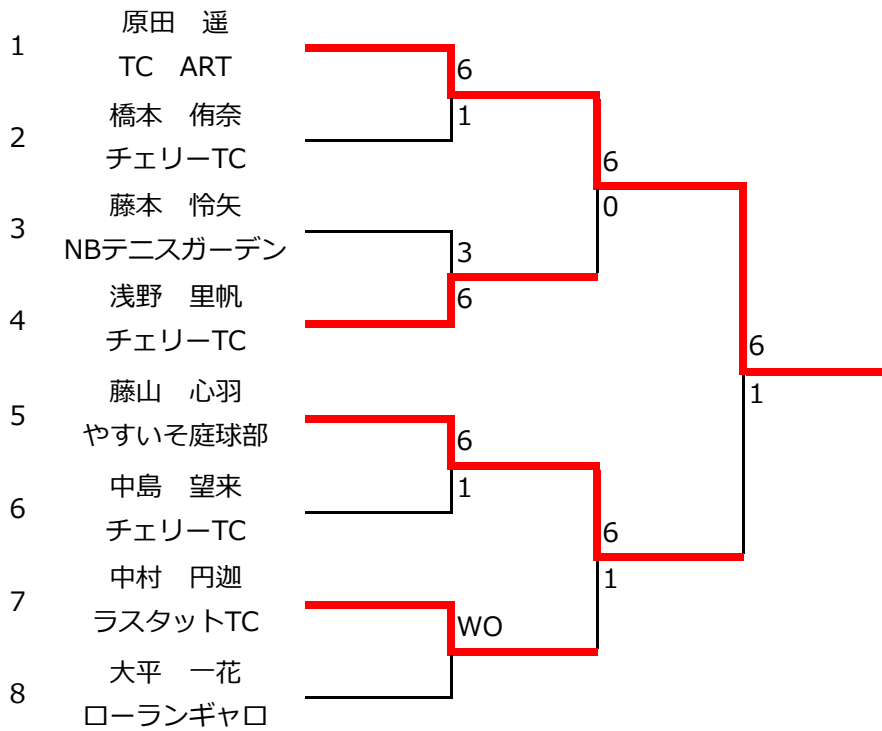 1
原田　遥
TC　ART
2
橋本　侑奈
チェリーTC
3
藤本　怜矢
NBテニスガーデン
4
浅野　里帆
チェリーTC
5
藤山　心羽
やすいそ庭球部
6
中島　望来
チェリーTC
7
中村　円迦
ラスタットTC
8
大平　一花
ローランギャロ
6
1
3
6
6
1
WO
6
0
6
1
6
1